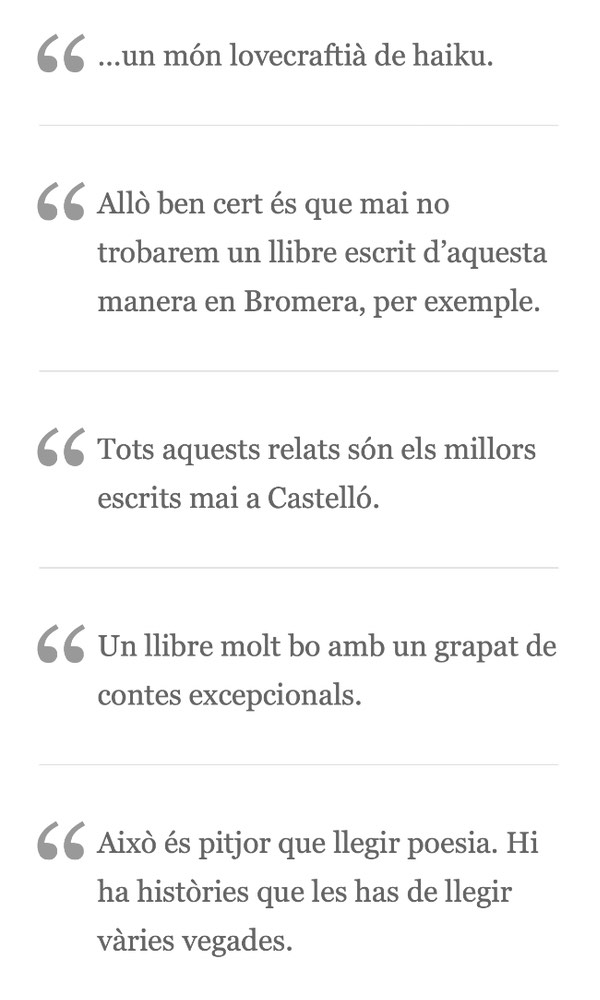 “ ...un món lovecraftià de haiku.
“ Allò ben cert és que mai no
trobarem un llibre escrit d’aquesta
manera en Bromera, per exemple.
“ Tots aquests relats són els millors
escrits mai a Castelló.
“ Un llibre molt bo amb un grapat de
contes excepcionals.
“ Això és pitjor que llegir poesia. Hi
ha històries que les has de llegir
vàries vegades.